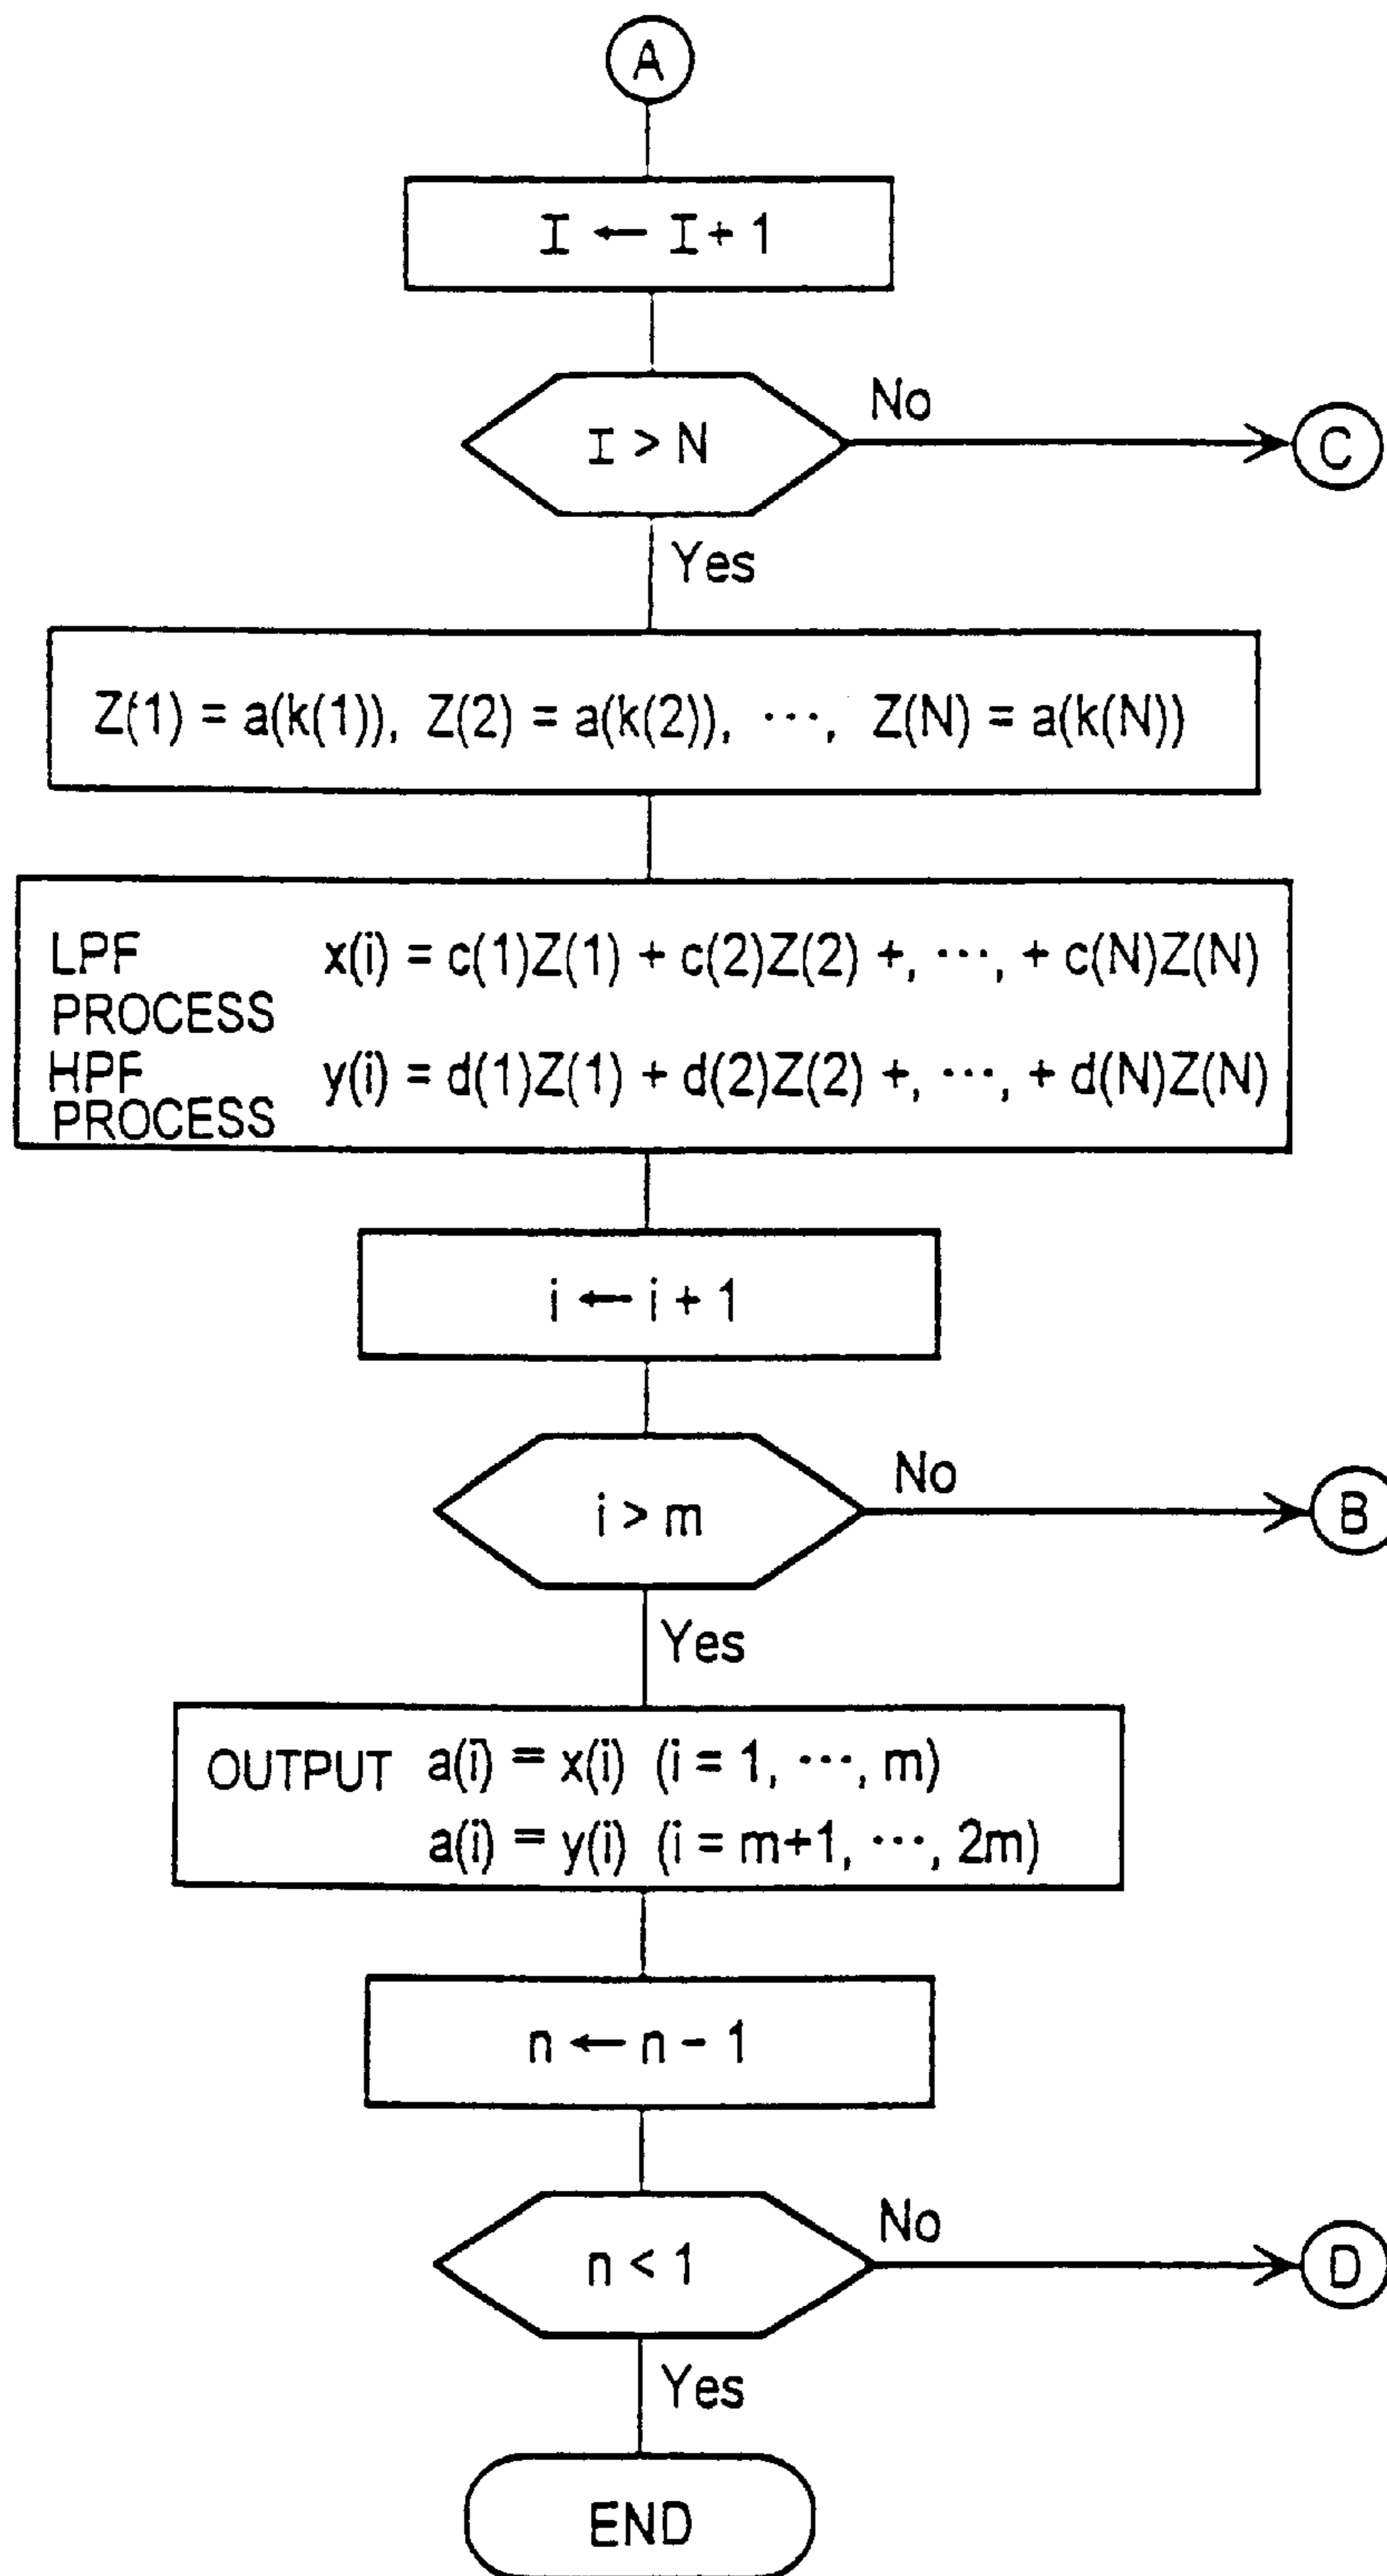 A
I ← I + 1
I > N
No
C
Yes
Z(1) = a(k(1)), Z(2) = a(k(2)), ···, Z(N) = a(k(N))
LPF x(i) = c(1)Z(1) + c(2)Z(2) +, ···, + c(N)Z(N)
PROCESS
HPF y(i) = d(1)Z(1) + d(2)Z(2) +, ···, + d(N)Z(N)
PROCESS
i ← i + 1
i > m
No
B
Yes
OUTPUT a(i) = x(i) (i = 1, ···, m)
a(i) = y(i) (i = m+1, ···, 2m)
n ← n - 1
n < 1
No
D
Yes
END